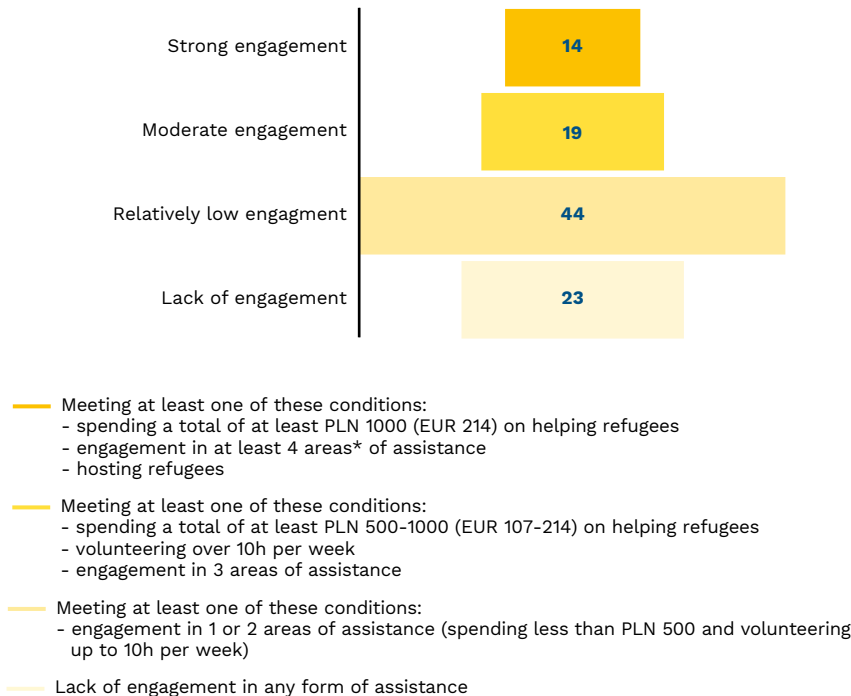 Strong engagement
14
Moderate engagement
19
Relatively low engagment
44
Lack of engagement
23
Meeting at least one of these conditions:
- spending a total of at least PLN 1000 (EUR 214) on helping refugees
- engagement in at least 4 areas* of assistance
- hosting refugees
Meeting at least one of these conditions:
- spending a total of at least PLN 500-1000 (EUR 107-214) on helping refugees
- volunteering over 10h per week
- engagement in 3 areas of assistance
Meeting at least one of these conditions:
- engagement in 1 or 2 areas of assistance (spending less than PLN 500 and volunteering
up to 10h per week)
Lack of engagement in any form of assistance